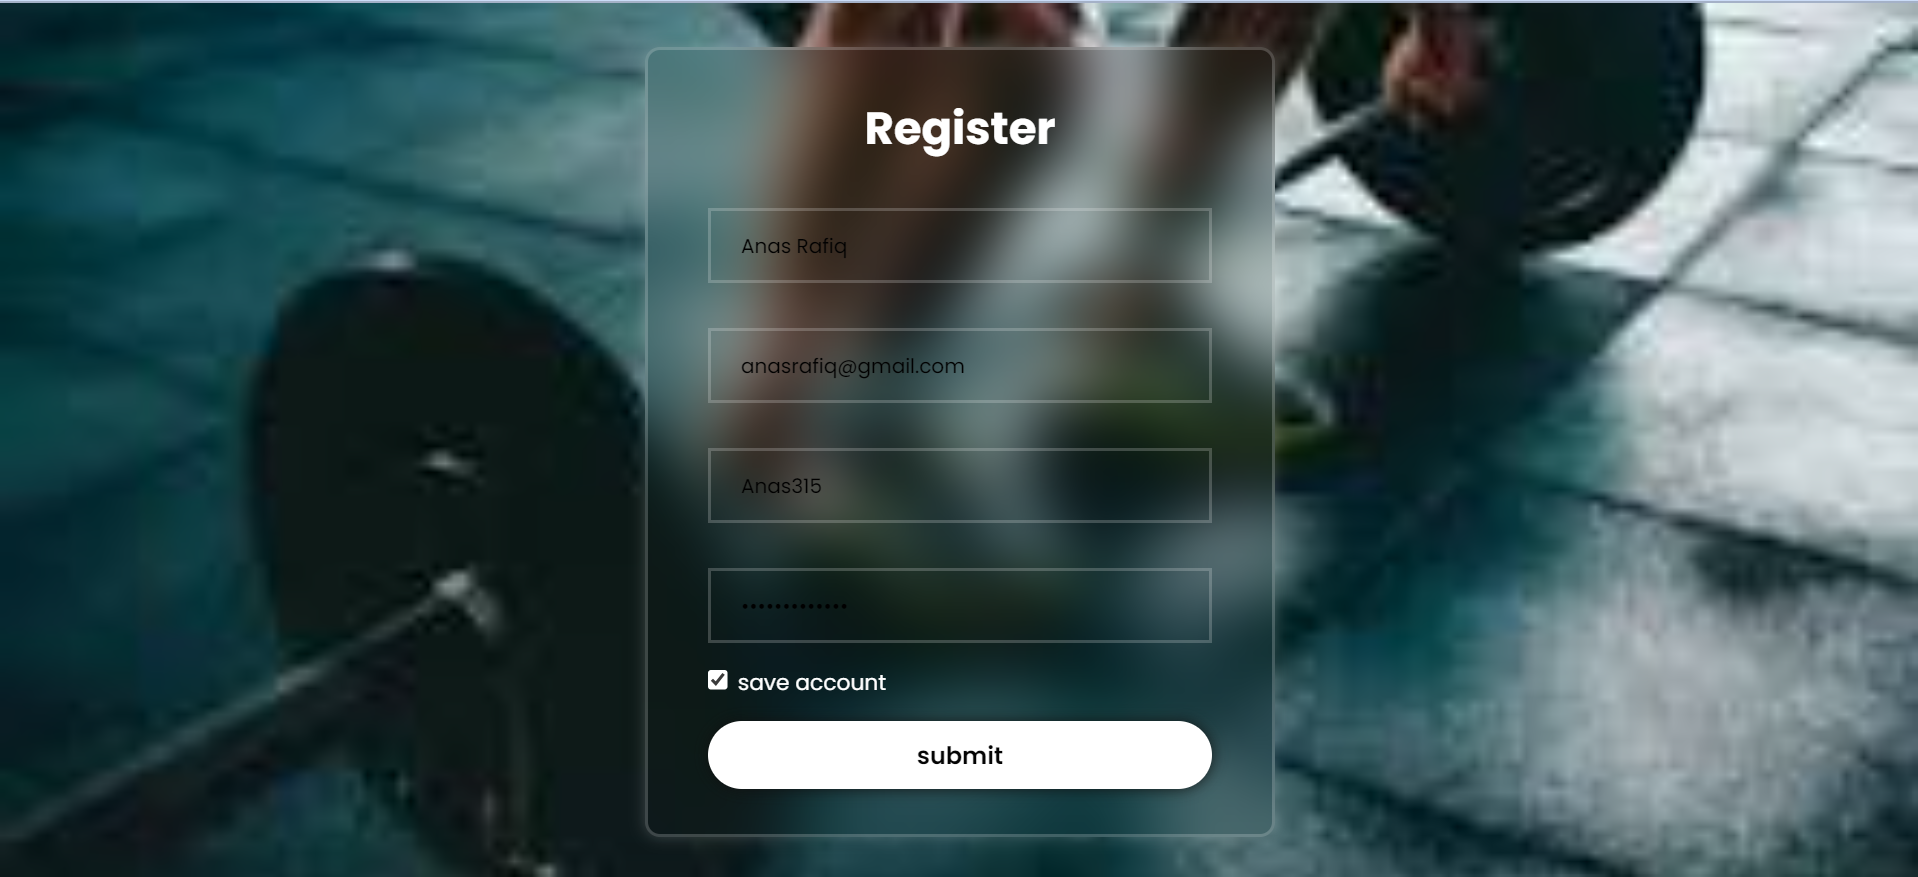 Register
Anas Rafiq
anasrafiq@gmail.com
Anas315
••••••••••••••
save account
submit